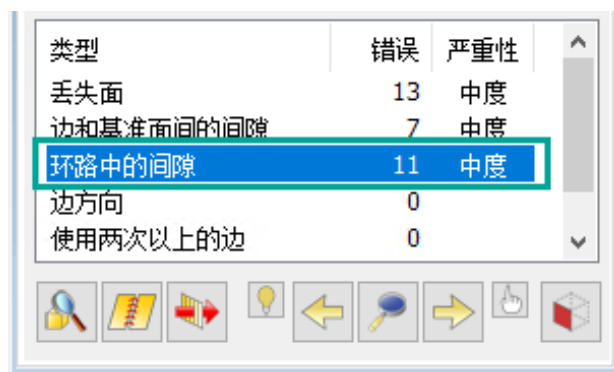 类型 错误 严重性
丢失面 13 中度
边和基准面间的间隙 7 中度
环路中的间隙 11 中度
边方向 0
使用两次以上的边 0